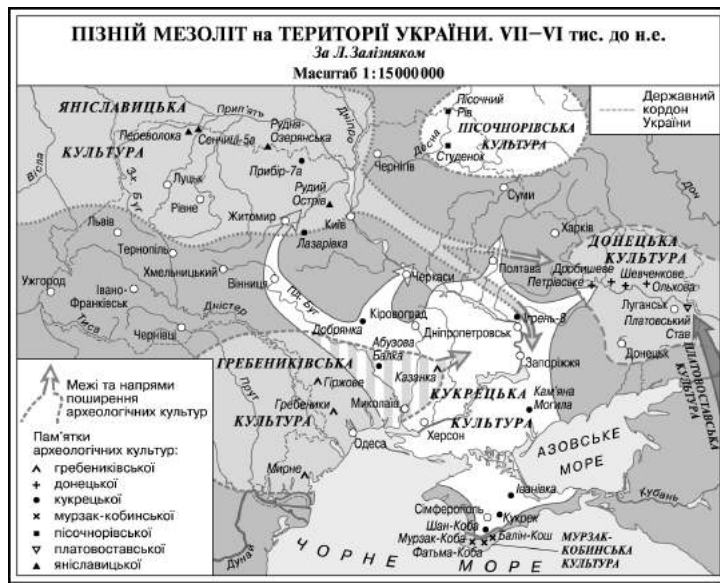 ПІЗНІЙ МЕЗОЛІТ на ТЕРИТОРІЇ УКРАЇНИ. VII–VI тис. до н.е.
За Л.Залізняком
Масштаб 1:15000000
Державний
кордон
України
ЯНІСЛАВИЦЬКА
КУЛЬТУРА
Прип'ять
Дніпро
Переволока
Сенчиці-5а
Рудня-
Озерянська
Прибір-7а
Рудий
Острів
Вісла
Зх. Буг
Луцьк
Рівне
Житомир
Київ
Лазарівка
Пісочний
Рів
ПІСОЧНОРІВСЬКА
КУЛЬТУРА
Десна
Студенок
Чернігів
Суми
Дон
Харків
Львів
Тернопіль
Хмельницький
Ужгород
Івано-
Франківськ
Вінниця
Пд. Буг
Дністер
Тиса
Чернівці
Черкаси
Полтава
ДОНЕЦЬКА
КУЛЬТУРА
Дробишеве
Петрівське
Шевченкове
Ольхова
Луганськ
Платовський
Став
Донецьк
ПЛАТОВОСТАВСЬКА
КУЛЬТУРА
Добрянка
Кіровоград
Дніпропетровськ
Ігрень-8
Запоріжжя
Абузова
Балка
ГРЕБЕНИКІВСЬКА
КУЛЬТУРА
Гіржове
Гребеники
Казанка
Миколаїв
КУКРЕЦЬКА
КУЛЬТУРА
Кам'яна
Могила
Херсон
Одеса
Прут
Мирне
АЗОВСЬКЕ
МОРЕ
Кубань
Іванівка
Сімферополь
Кукрек
Шан-Коба
Мурзак-Коба
Балін-Кош
Фатьма-Коба
МУРЗАК-
КОБИНСЬКА
КУЛЬТУРА
Дунай
ЧОРНЕ МОРЕ
Межі та напрями
поширення
археологічних культур
Пам'ятки
археологічних культур:
гребениківської
донецької
кукрецької
мурзак-кобинської
пісочнорівської
платовоставської
яніславицької